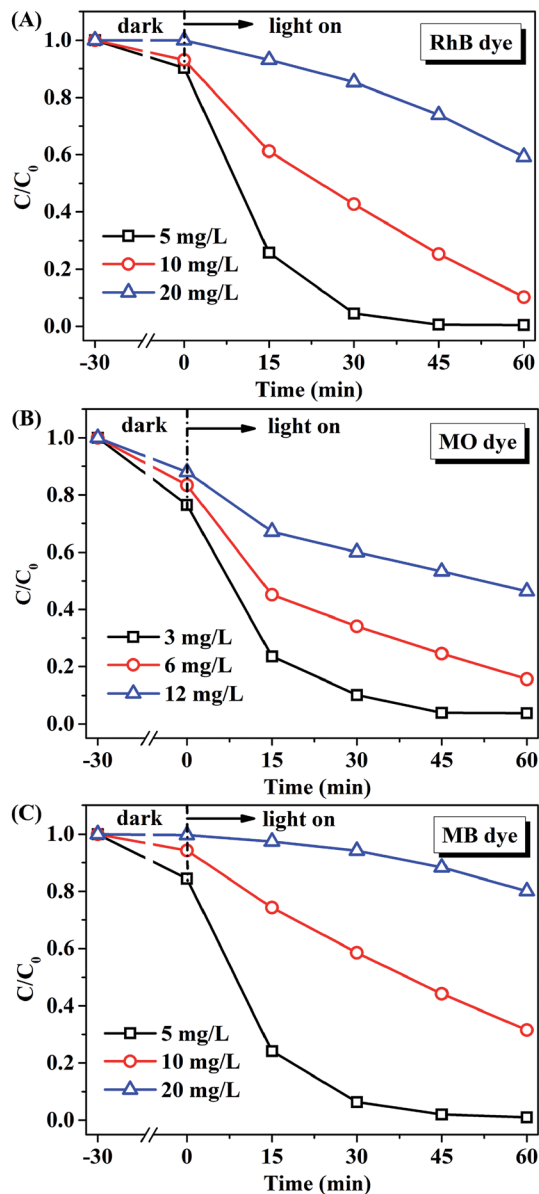 (A)
dark
light on
RhB dye
1.0
0.8
0.6
0.4
0.2
0.0
C/C0
5 mg/L
10 mg/L
20 mg/L
-30 0 15 30 45 60
Time (min)
(B)
dark
light on
MO dye
1.0
0.8
0.6
0.4
0.2
0.0
C/C0
3 mg/L
6 mg/L
12 mg/L
-30 0 15 30 45 60
Time (min)
(C)
dark
light on
MB dye
1.0
0.8
0.6
0.4
0.2
0.0
C/C0
5 mg/L
10 mg/L
20 mg/L
-30 0 15 30 45 60
Time (min)